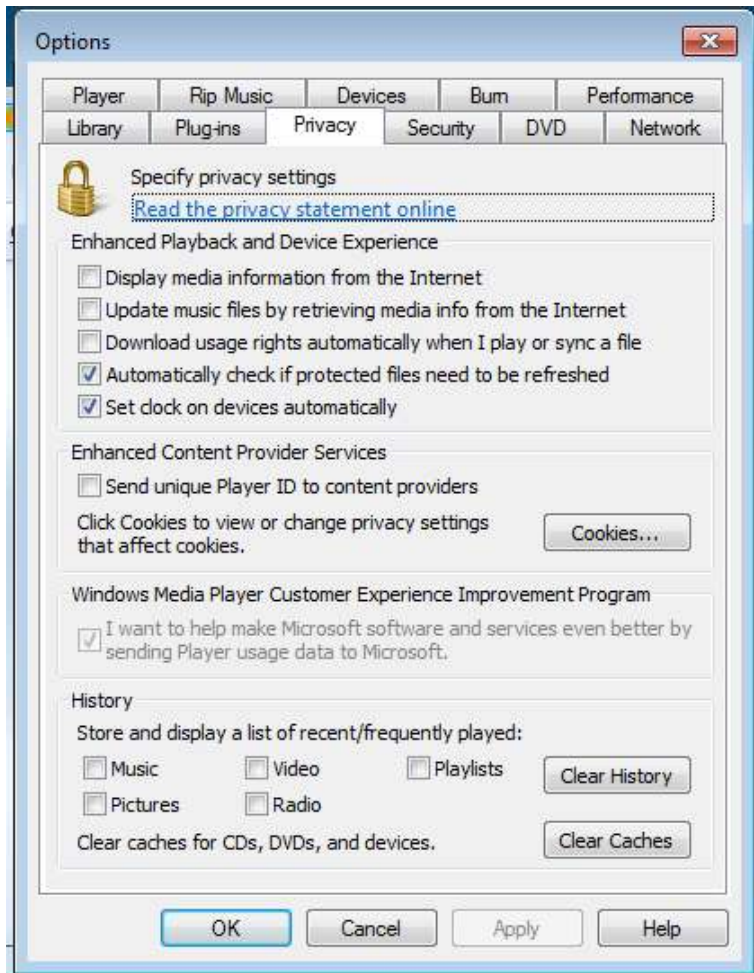 Options
Player Rip Music Devices Burn Performance
Library Plug-ins Privacy Security DVD Network
Specify privacy settings
Read the privacy statement online
Enhanced Playback and Device Experience
Display media information from the Internet
Update music files by retrieving media info from the Internet
Download usage rights automatically when I play or sync a file
Automatically check if protected files need to be refreshed
Set clock on devices automatically
Enhanced Content Provider Services
Send unique Player ID to content providers
Click Cookies to view or change privacy settings
that affect cookies.
Cookies...
Windows Media Player Customer Experience Improvement Program
I want to help make Microsoft software and services even better by
sending Player usage data to Microsoft.
History
Store and display a list of recent/frequently played:
Music Video Playlists Clear History
Pictures Radio
Clear caches for CDs, DVDs, and devices. Clear Caches
OK Cancel Apply Help